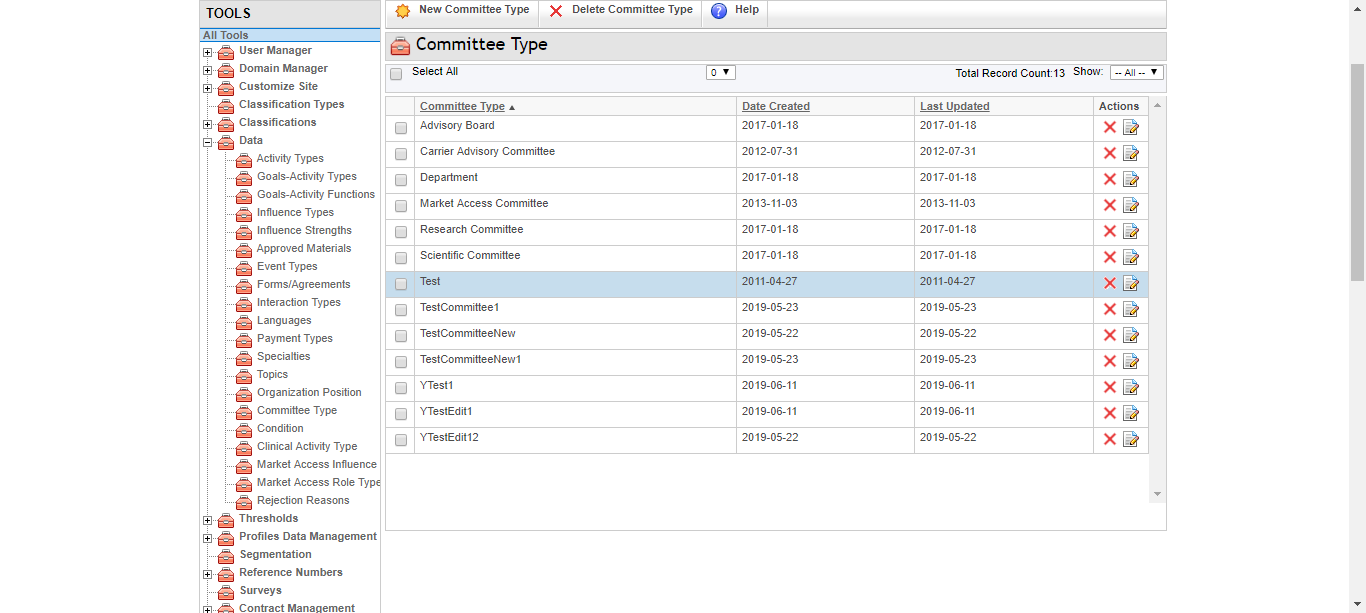 TOOLS
All Tools
User Manager
Domain Manager
Customize Site
Classification Types
Classifications
Data
Activity Types
Goals-Activity Types
Goals-Activity Functions
Influence Types
Influence Strengths
Approved Materials
Event Types
Forms/Agreements
Interaction Types
Languages
Payment Types
Specialties
Topics
Organization Position
Committee Type
Condition
Clinical Activity Type
Market Access Influence
Market Access Role Type
Rejection Reasons
Thresholds
Profiles Data Management
Segmentation
Reference Numbers
Surveys
Contract Management
New Committee Type Delete Committee Type Help
Committee Type
Select All 0 Total Record Count:13 Show: -- All --
Committee Type Date Created Last Updated Actions
Advisory Board 2017-01-18 2017-01-18
Carrier Advisory Committee 2012-07-31 2012-07-31
Department 2017-01-18 2017-01-18
Market Access Committee 2013-11-03 2013-11-03
Research Committee 2017-01-18 2017-01-18
Scientific Committee 2017-01-18 2017-01-18
Test 2011-04-27 2011-04-27
TestCommittee1 2019-05-23 2019-05-23
TestCommitteeNew 2019-05-22 2019-05-22
TestCommitteeNew1 2019-05-23 2019-05-23
YTest1 2019-06-11 2019-06-11
YTestEdit1 2019-06-11 2019-06-11
YTestEdit12 2019-05-22 2019-05-22